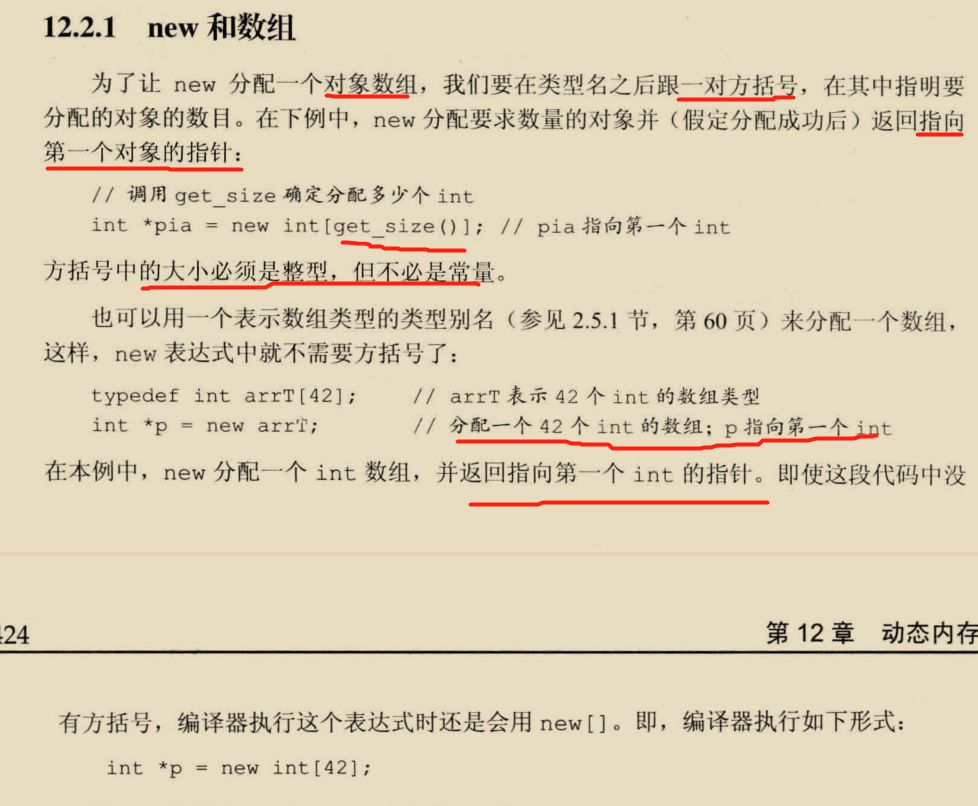 12.2.1 new 和数组
为了让 new 分配一个对象数组，我们要在类型名之后跟一对方括号，在其中指明要
分配的对象的数目。在下例中，new 分配要求数量的对象并（假定分配成功后）返回指向
第一个对象的指针：
// 调用 get_size 确定分配多少个 int
int *pia = new int[get_size()]; // pia 指向第一个 int
方括号中的大小必须是整型，但不必是常量。
也可以用一个表示数组类型的类型别名（参见 2.5.1 节，第 60 页）来分配一个数组，
这样，new 表达式中就不需要方括号了：
typedef int arrT[42]; // arrT 表示 42 个 int 的数组类型
int *p = new arrT; // 分配一个 42 个 int 的数组；p 指向第一个 int
在本例中，new 分配一个 int 数组，并返回指向第一个 int 的指针。即使这段代码中没
424 第 12 章 动态内存
有方括号，编译器执行这个表达式时还是会用 new[]。即，编译器执行如下形式：
int *p = new int[42];